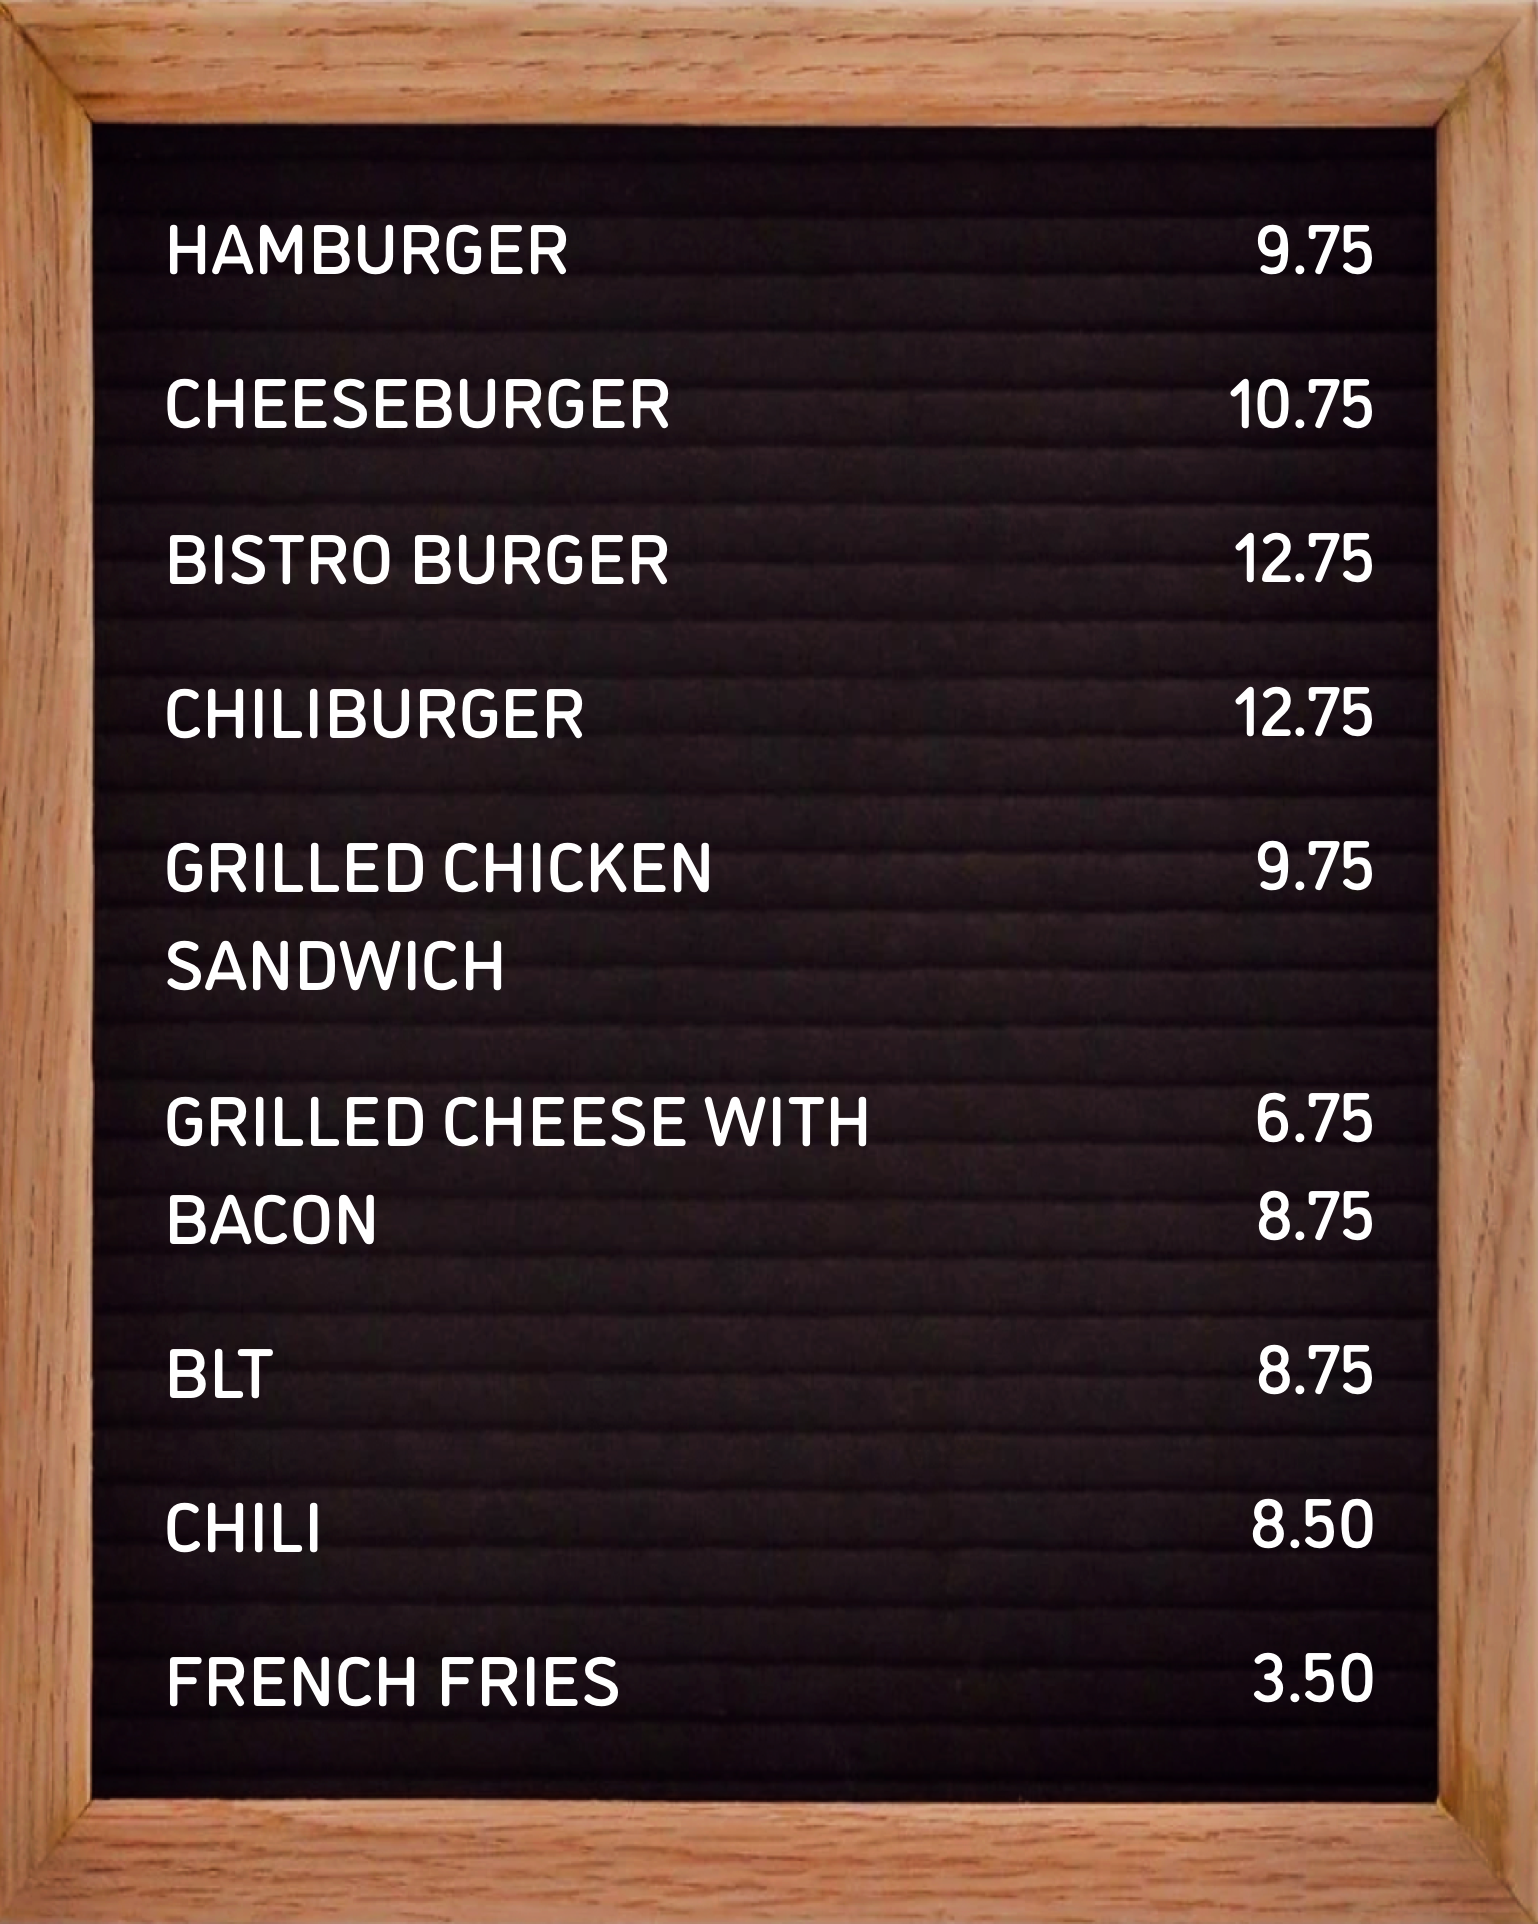 HAMBURGER 9.75
CHEESEBURGER 10.75
BISTRO BURGER 12.75
CHILIBURGER 12.75
GRILLED CHICKEN 9.75
SANDWICH
GRILLED CHEESE WITH 6.75
BACON 8.75
BLT 8.75
CHILI 8.50
FRENCH FRIES 3.50